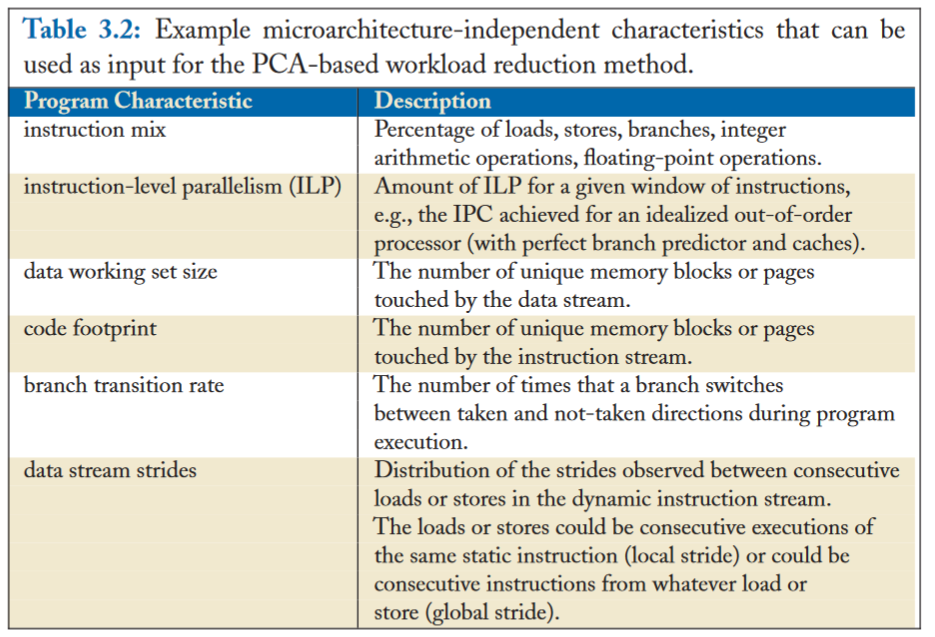 Table 3.2: Example microarchitecture-independent characteristics that can be
used as input for the PCA-based workload reduction method.
Program Characteristic Description
instruction mix Percentage of loads, stores, branches, integer
arithmetic operations, floating-point operations.
instruction-level parallelism (ILP) Amount of ILP for a given window of instructions,
e.g., the IPC achieved for an idealized out-of-order
processor (with perfect branch predictor and caches).
data working set size The number of unique memory blocks or pages
touched by the data stream.
code footprint The number of unique memory blocks or pages
touched by the instruction stream.
branch transition rate The number of times that a branch switches
between taken and not-taken directions during program
execution.
data stream strides Distribution of the strides observed between consecutive
loads or stores in the dynamic instruction stream.
The loads or stores could be consecutive executions of
the same static instruction (local stride) or could be
consecutive instructions from whatever load or
store (global stride).